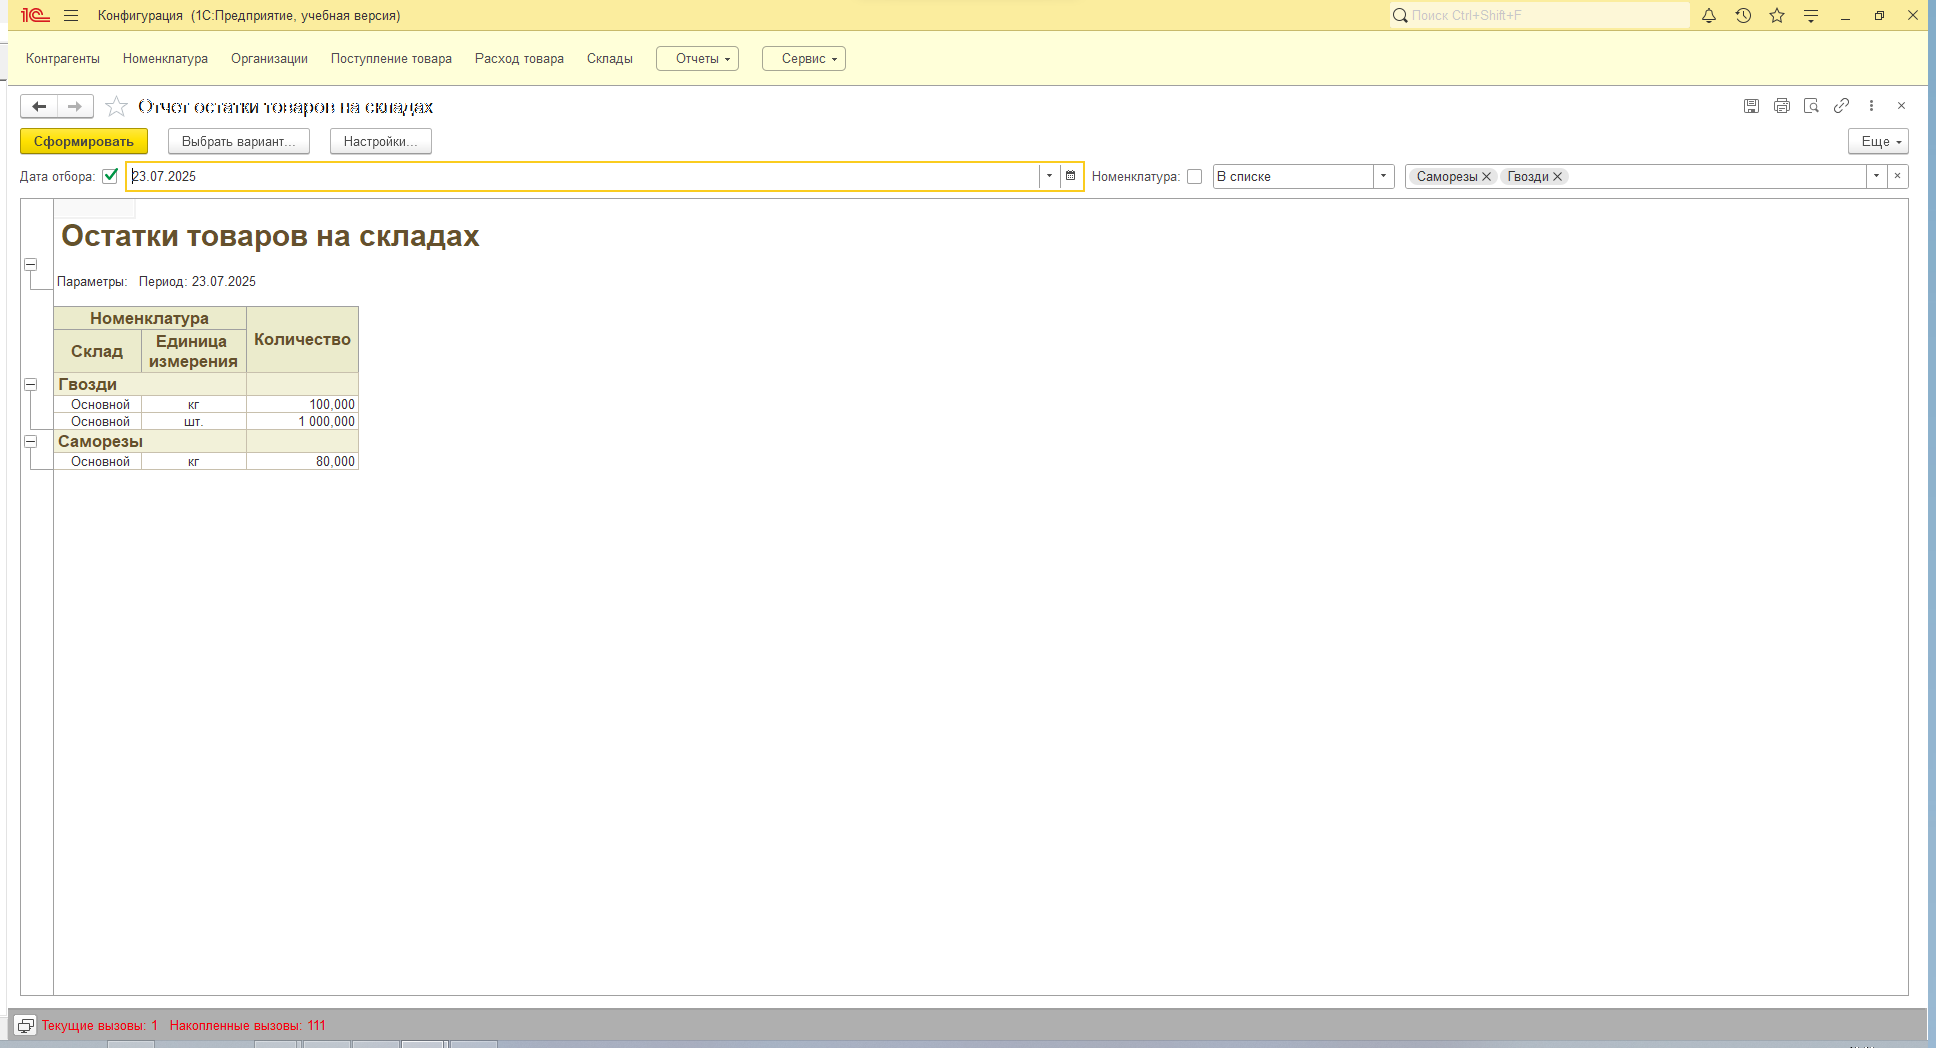 1С Конфигурация (1С:Предприятие, учебная версия) Поиск Ctrl+Shift+F
Контрагенты Номенклатура Организации Поступление товара Расход товара Склады Отчеты Сервис
Отчет остатки товаров на складах
Сформировать Выбрать вариант... Настройки... Еще
Дата отбора: 23.07.2025 Номенклатура: В списке Саморезы Гвозди
Остатки товаров на складах
Параметры: Период: 23.07.2025
Номенклатура Количество
Склад Единица измерения
Гвозди
Основной кг 100,000
Основной шт. 1 000,000
Саморезы
Основной кг 80,000
Текущие вызовы: 1 Накопленные вызовы: 111